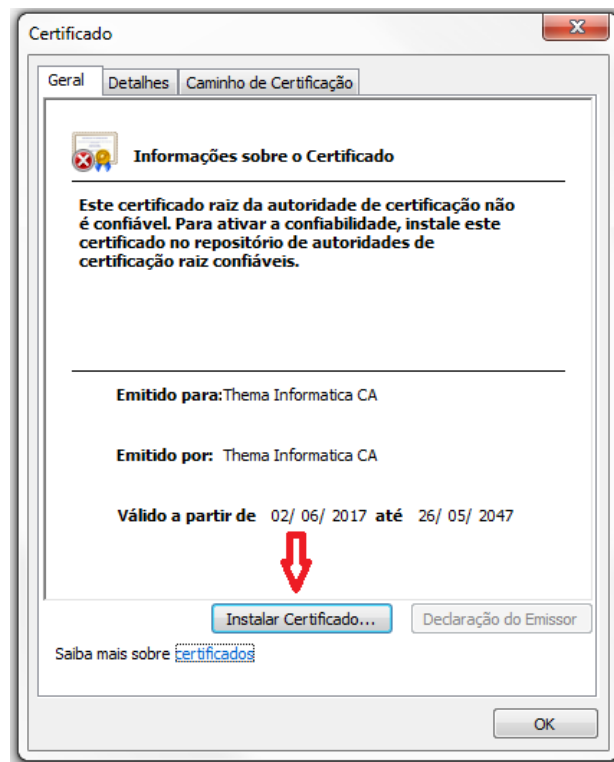 Certificado
Geral Detalhes Caminho de Certificação
Informações sobre o Certificado
Este certificado raiz da autoridade de certificação não
é confiável. Para ativar a confiabilidade, instale este
certificado no repositório de autoridades de
certificação raiz confiáveis.
Emitido para: Thema Informatica CA
Emitido por: Thema Informatica CA
Válido a partir de 02/ 06/ 2017 até 26/ 05/ 2047
Instalar Certificado... Declaração do Emissor
Saiba mais sobre certificados
OK